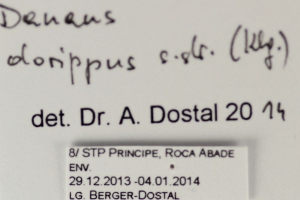 Danaus
dorippus s.str. (Klg.)
det. Dr. A. Dostal 2014
8/ STP PRINCIPE, ROCA ABADE
ENV.
29.12.2013 -04.01.2014
LG. BERGER-DOSTAL